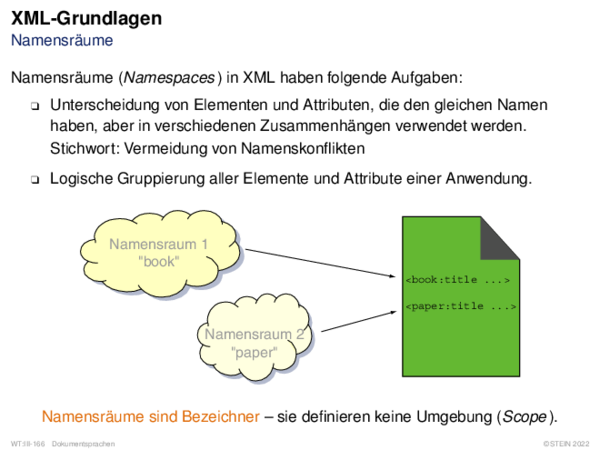 XML-Grundlagen
Namensräume
Namensräume (Namespaces) in XML haben folgende Aufgaben:
❏ Unterscheidung von Elementen und Attributen, die den gleichen Namen
haben, aber in verschiedenen Zusammenhängen verwendet werden.
Stichwort: Vermeidung von Namenskonflikten
❏ Logische Gruppierung aller Elemente und Attribute einer Anwendung.
Namensraum 1
"book"
<book:title ...>
<paper:title ...>
Namensraum 2
"paper"
Namensräume sind Bezeichner – sie definieren keine Umgebung (Scope).
WT:III-166 Dokumentsprachen
©STEIN 2022